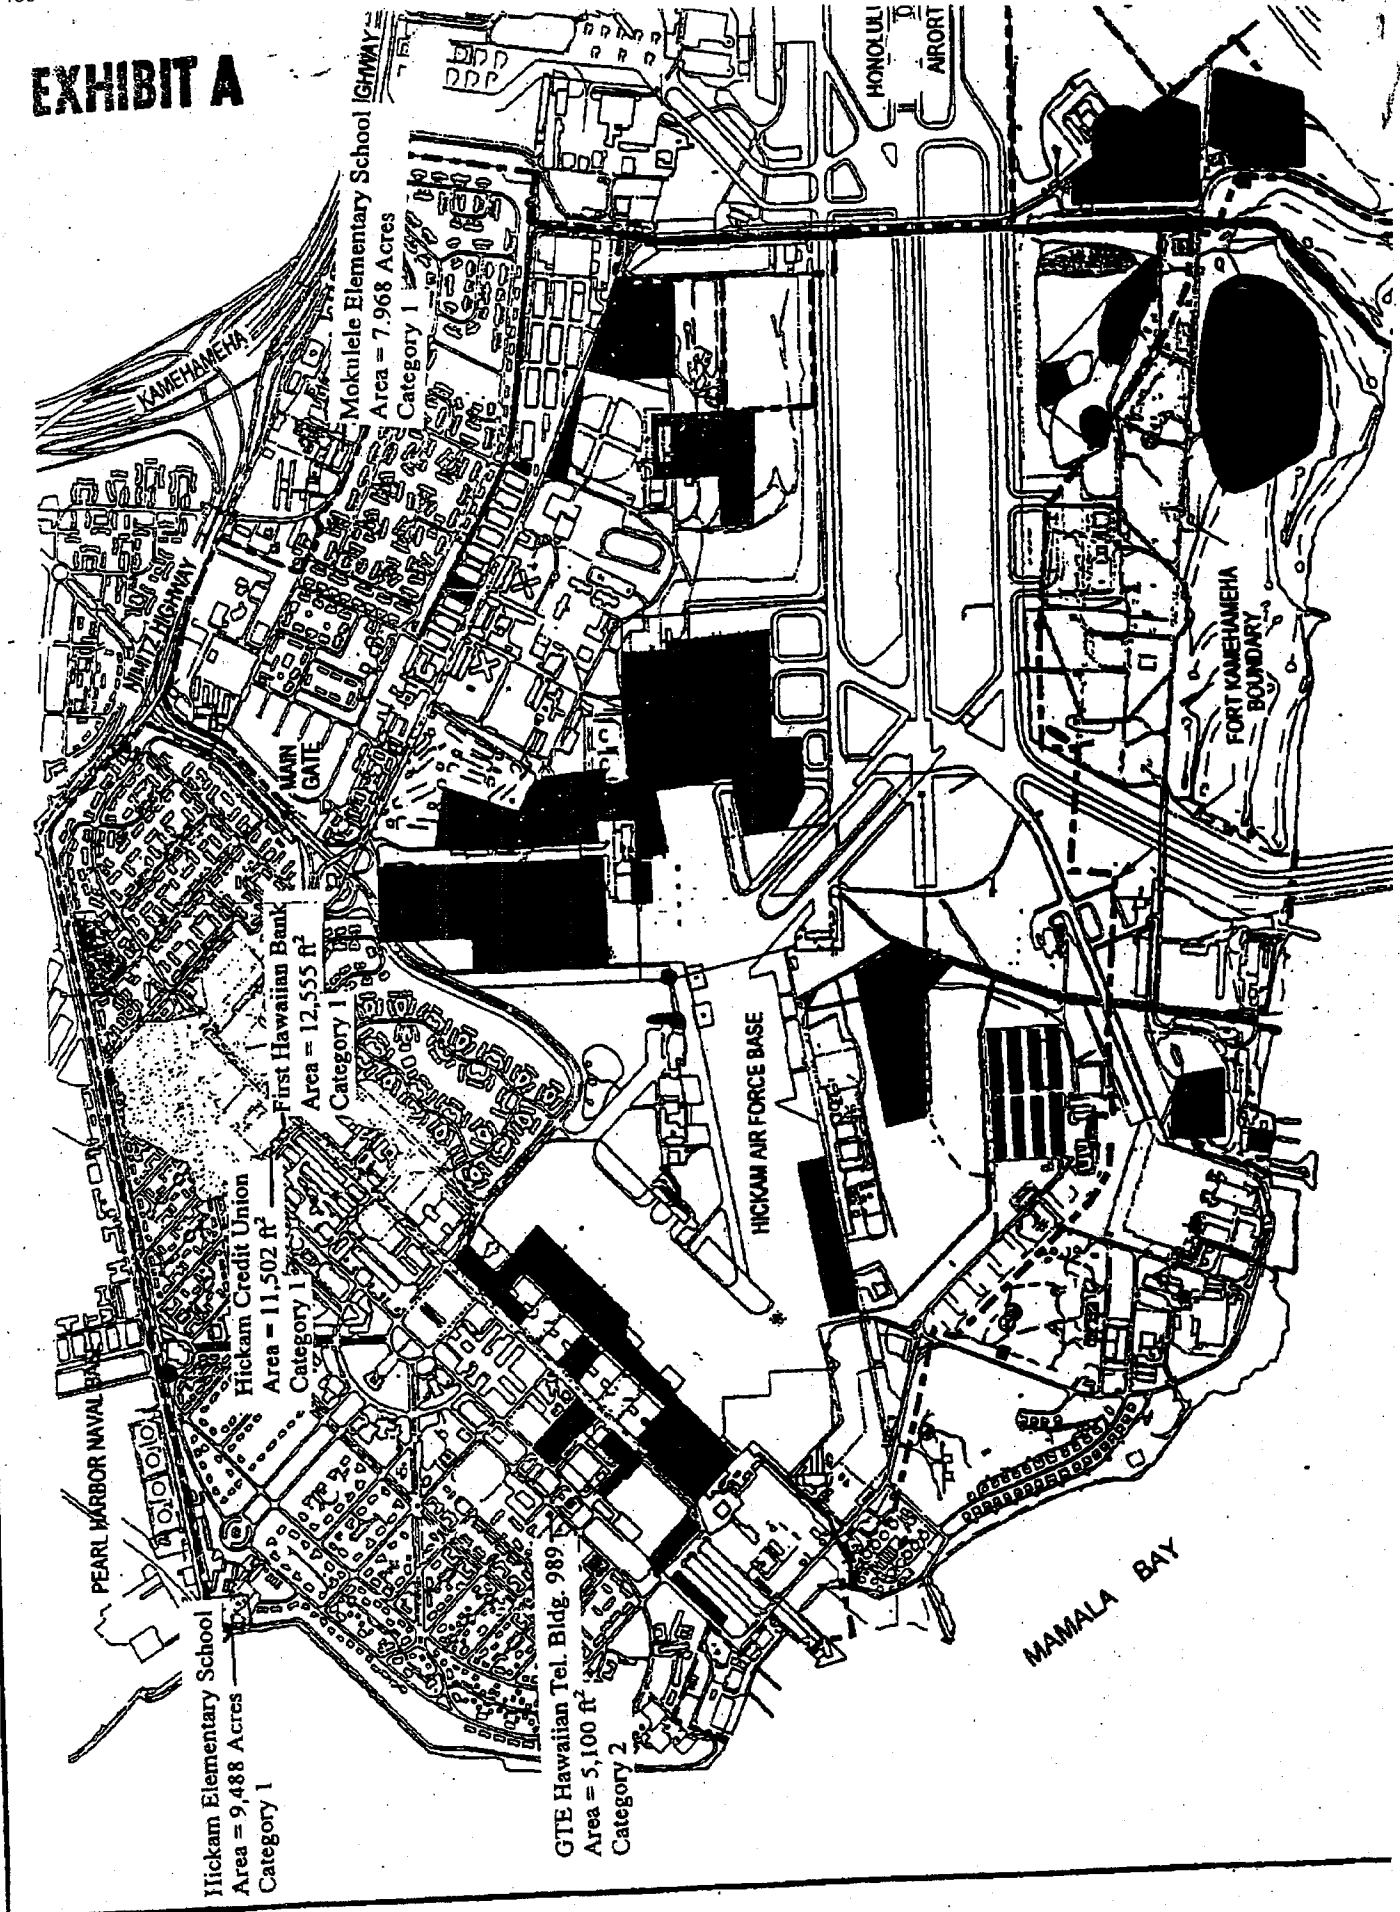 EXHIBIT A
HONOLULU
AIRORT
IGHWAY
Mokulele Elementary School
Area = 7.968 Acres
Category 1
KAMEHAMEHA
NIMITZ HIGHWAY
MAIN
GATE
First Hawaiian Bank
Area = 12,555 ft²
Category 1
Hickam Credit Union
Area = 11,502 ft²
Category 1
PEARL HARBOR NAVAL BASE
Hickam Elementary School
Area = 9,488 Acres
Category 1
GTE Hawaiian Tel. Bldg. 989
Area = 5,100 ft²
Category 2
HICKAM AIR FORCE BASE
FORT KAMEHAMEHA
BOUNDARY
MAMALA BAY